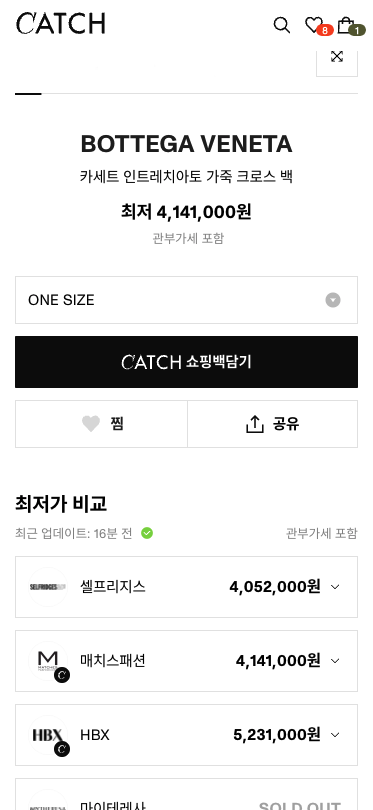 CATCH
8
1
BOTTEGA VENETA
카세트 인트레치아토 가죽 크로스 백
최저 4,141,000원
관부가세 포함
ONE SIZE
CATCH 쇼핑백담기
찜
공유
최저가 비교
최근 업데이트: 16분 전
관부가세 포함
셀프리지스 4,052,000원
M
매치스패션 4,141,000원
HBX
HBX 5,231,000원
마이테레사 SOLD OUT